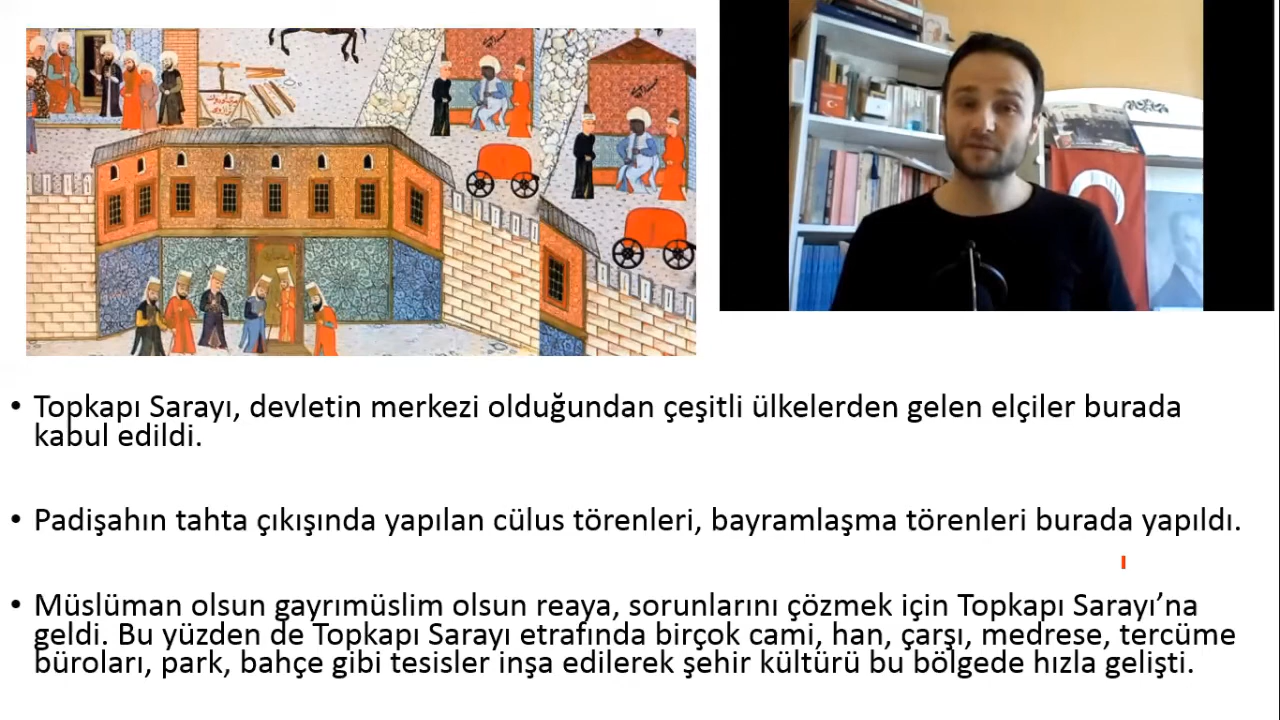 • Topkapı Sarayı, devletin merkezi olduğundan çeşitli ülkelerden gelen elçiler burada
kabul edildi.
• Padişahın tahta çıkışında yapılan cülus törenleri, bayramlaşma törenleri burada yapıldı.
• Müslüman olsun gayrımüslim olsun reaya, sorunlarını çözmek için Topkapı Sarayı’na
geldi. Bu yüzden de Topkapı Sarayı etrafında birçok cami, han, çarşı, medrese, tercüme
büroları, park, bahçe gibi tesisler inşa edilerek şehir kültürü bu bölgede hızla gelişti.